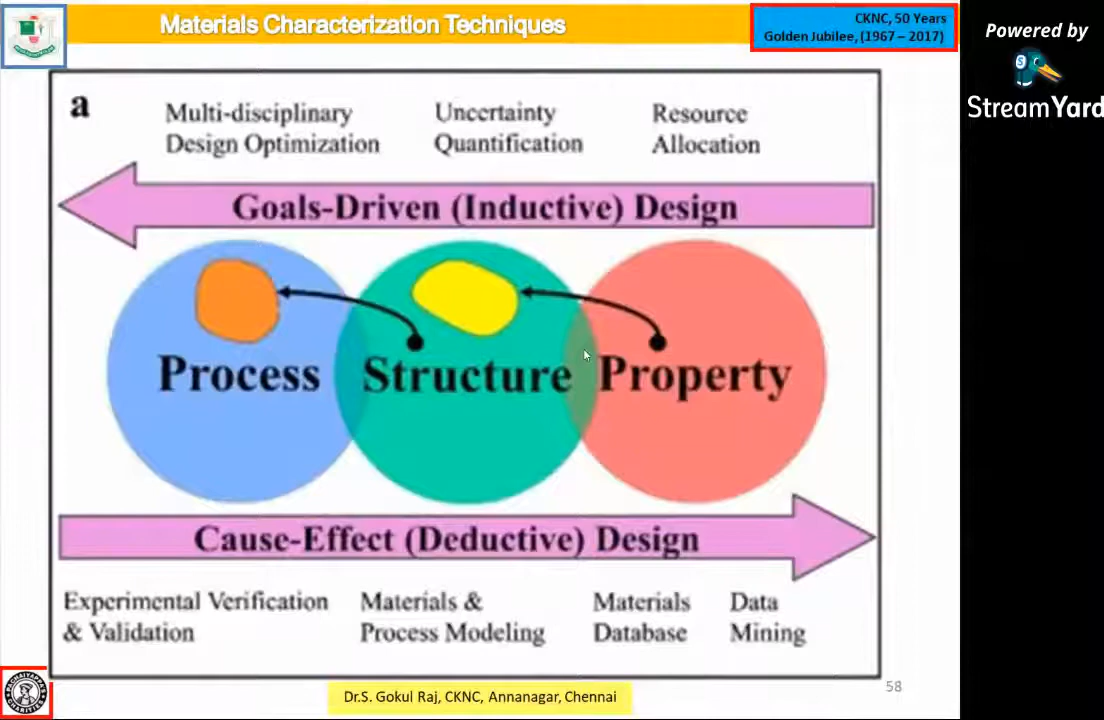 Materials Characterization Techniques
CKNC, 50 Years
Golden Jubilee, (1967 – 2017)
Powered by
StreamYard
a
Multi-disciplinary
Design Optimization
Uncertainty
Quantification
Resource
Allocation
Goals-Driven (Inductive) Design
Process
Structure
Property
Cause-Effect (Deductive) Design
Experimental Verification
& Validation
Materials &
Process Modeling
Materials
Database
Data
Mining
58
Dr.S. Gokul Raj, CKNC, Annanagar, Chennai